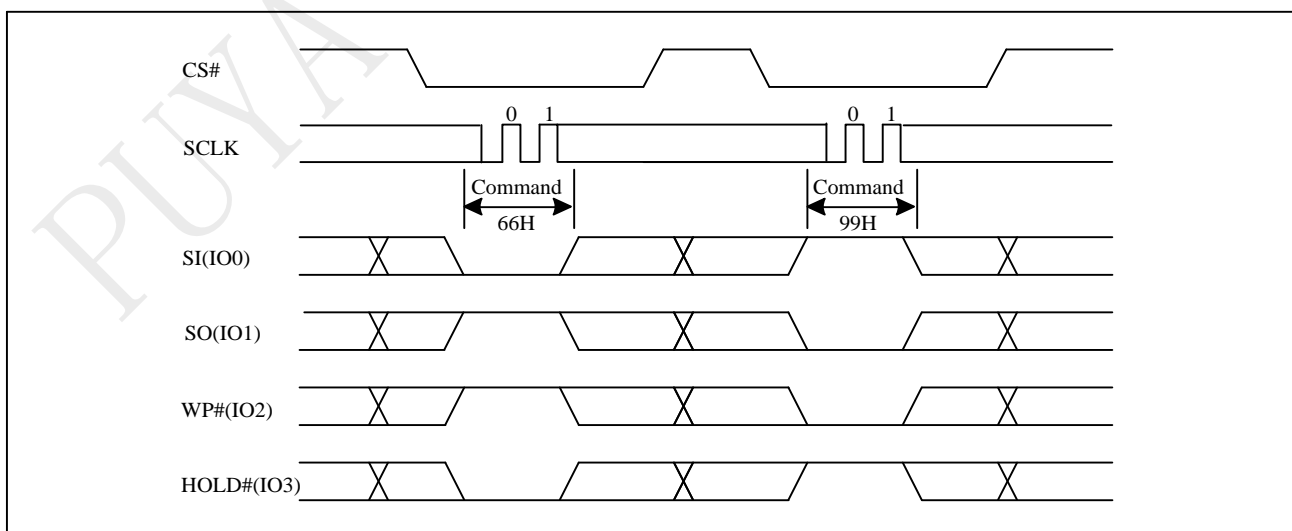 PUYA
CS#
0 1 0 1
SCLK
Command Command
66H 99H
SI(IO0)
SO(IO1)
WP#(IO2)
HOLD#(IO3)